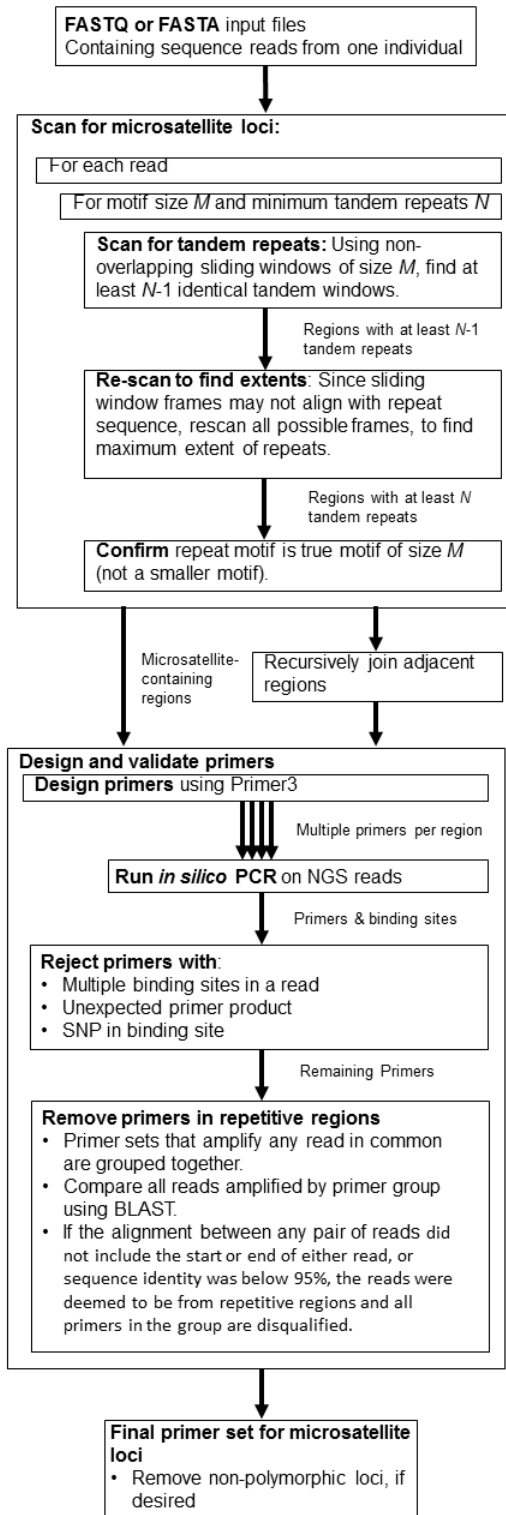 FASTQ or FASTA input files
Containing sequence reads from one individual
Scan for microsatellite loci:
For each read
For motif size M and minimum tandem repeats N
Scan for tandem repeats: Using non-
overlapping sliding windows of size M, find at
least N-1 identical tandem windows.
Regions with at least N-1
tandem repeats
Re-scan to find extents: Since sliding
window frames may not align with repeat
sequence, rescan all possible frames, to find
maximum extent of repeats.
Regions with at least N
tandem repeats
Confirm repeat motif is true motif of size M
(not a smaller motif).
Microsatellite-
containing
regions
Recursively join adjacent
regions
Design and validate primers
Design primers using Primer3
Multiple primers per region
Run in silico PCR on NGS reads
Primers & binding sites
Reject primers with:
• Multiple binding sites in a read
• Unexpected primer product
• SNP in binding site
Remaining Primers
Remove primers in repetitive regions
• Primer sets that amplify any read in common
are grouped together.
• Compare all reads amplified by primer group
using BLAST.
• If the alignment between any pair of reads did
not include the start or end of either read, or
sequence identity was below 95%, the reads were
deemed to be from repetitive regions and all
primers in the group are disqualified.
Final primer set for microsatellite
loci
• Remove non-polymorphic loci, if
desired